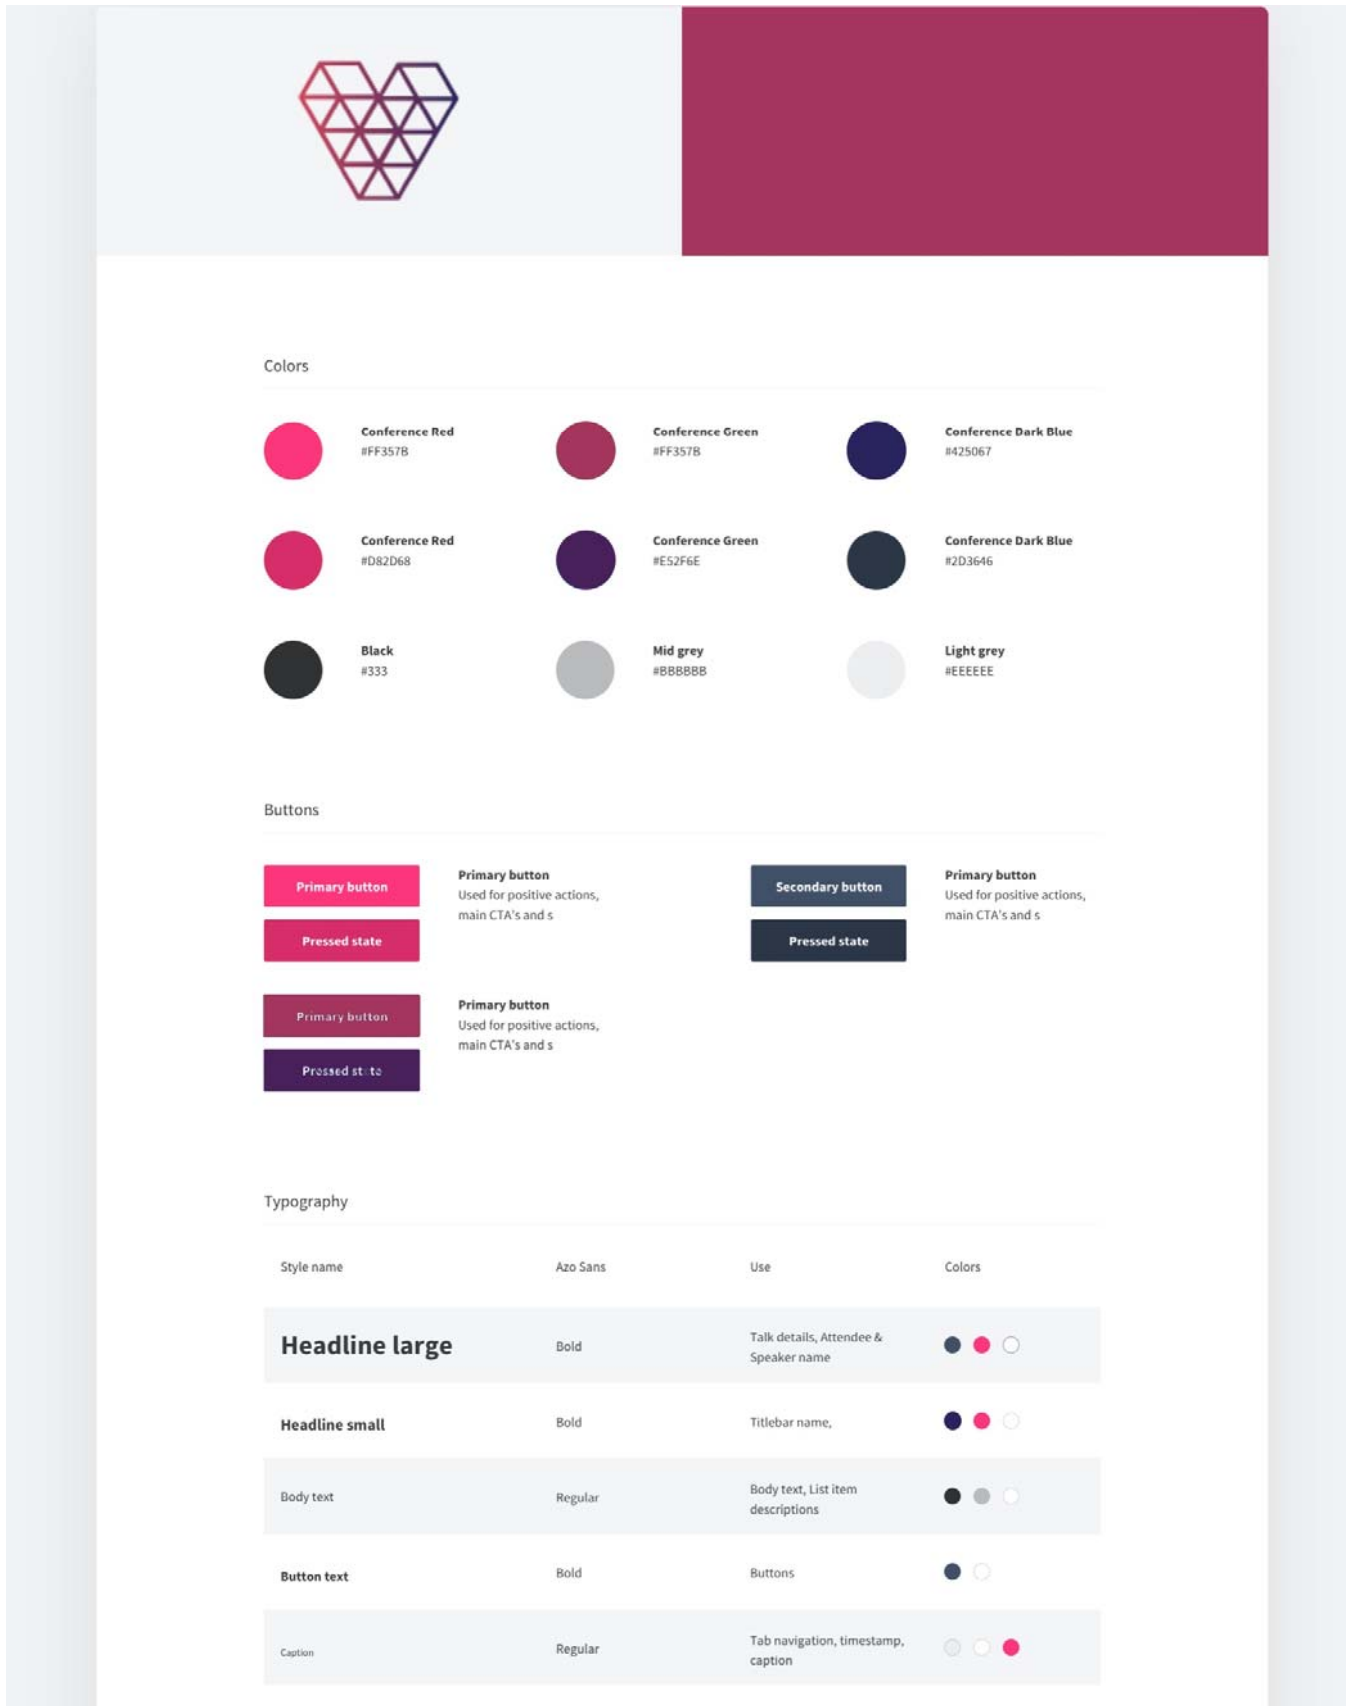 Colors
Conference Red
#FF357B
Conference Green
#FF357B
Conference Dark Blue
#425067
Conference Red
#D82D68
Conference Green
#E52F6E
Conference Dark Blue
#2D3646
Black
#333
Mid grey
#BBBBBB
Light grey
#EEEEEE
Buttons
Primary button
Pressed state
Primary button
Used for positive actions,
main CTA's and s
Secondary button
Pressed state
Primary button
Used for positive actions,
main CTA's and s
Primary button
Pressed state
Primary button
Used for positive actions,
main CTA's and s
Typography
Style name
Azo Sans
Use
Colors
Headline large
Bold
Talk details, Attendee &
Speaker name
Headline small
Bold
Titlebar name,
Body text
Regular
Body text, List item
descriptions
Button text
Bold
Buttons
Caption
Regular
Tab navigation, timestamp,
caption